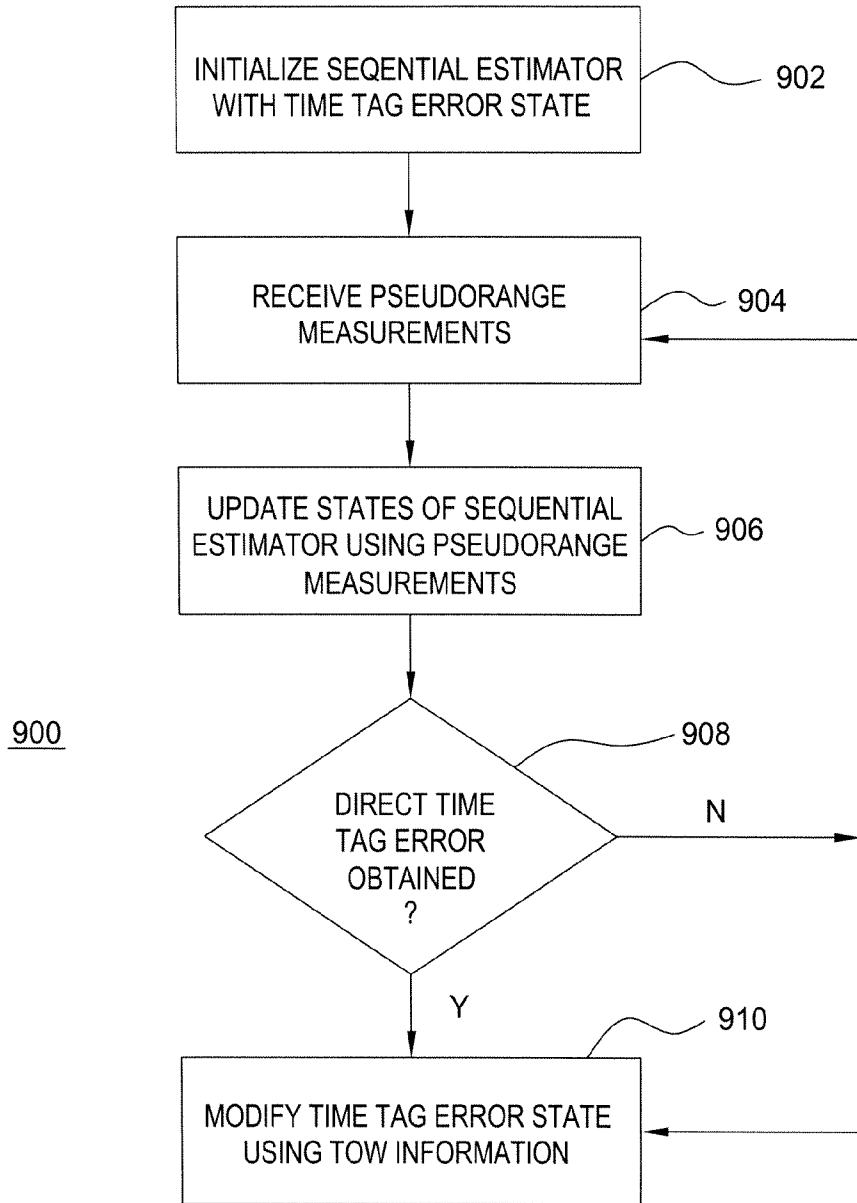 INITIALIZE SEQENTIAL ESTIMATOR
WITH TIME TAG ERROR STATE
902
RECEIVE PSEUDORANGE
MEASUREMENTS
904
UPDATE STATES OF SEQUENTIAL
ESTIMATOR USING PSEUDORANGE
MEASUREMENTS
906
900
908
DIRECT TIME
TAG ERROR
OBTAINED
?
N
Y
910
MODIFY TIME TAG ERROR STATE
USING TOW INFORMATION